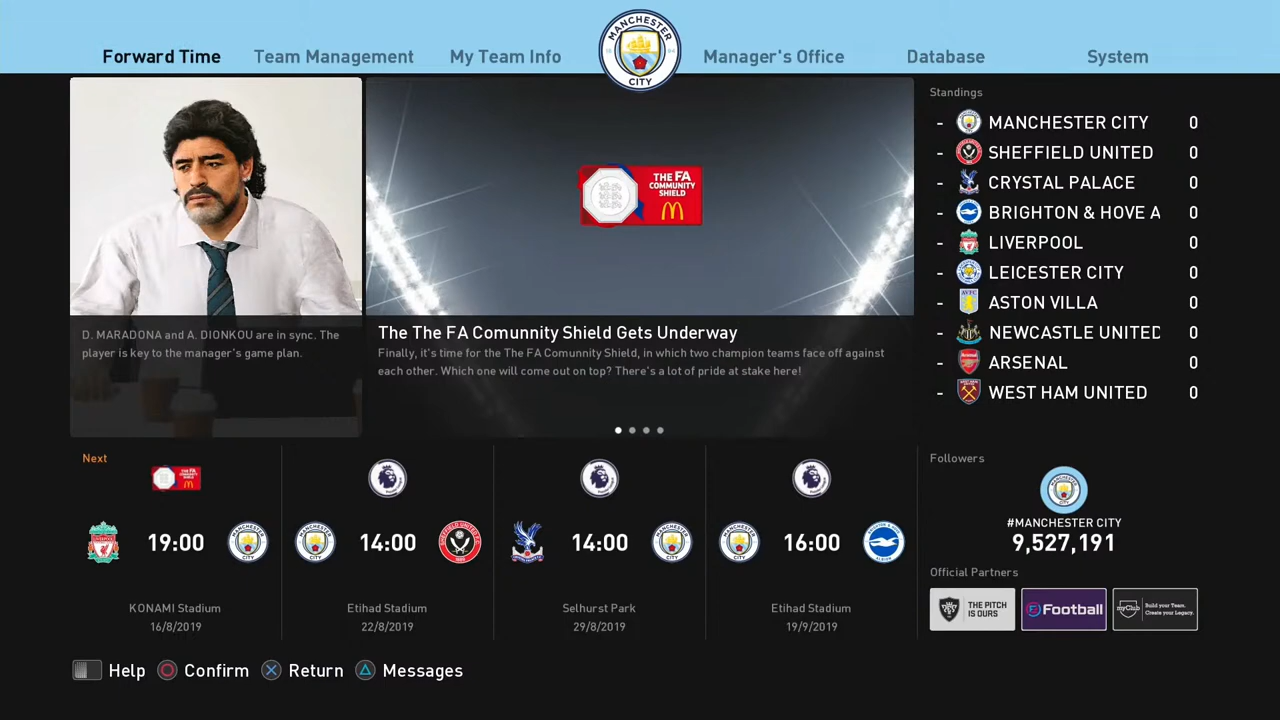 Forward Time
Team Management
My Team Info
MANCHESTER
CITY
Manager's Office
Database
System
D. MARADONA and A. DIONKOU are in sync. The
player is key to the manager's game plan.
THE FA
COMMUNITY
SHIELD
The The FA Comunnity Shield Gets Underway
Finally, it's time for the The FA Comunnity Shield, in which two champion teams face off against
each other. Which one will come out on top? There's a lot of pride at stake here!
Standings
- MANCHESTER CITY 0
- SHEFFIELD UNITED 0
- CRYSTAL PALACE 0
- BRIGHTON & HOVE A 0
- LIVERPOOL 0
- LEICESTER CITY 0
- ASTON VILLA 0
- NEWCASTLE UNITED 0
- ARSENAL 0
- WEST HAM UNITED 0
Next
19:00
KONAMI Stadium
16/8/2019
14:00
Etihad Stadium
22/8/2019
14:00
Selhurst Park
29/8/2019
16:00
Etihad Stadium
19/9/2019
Followers
#MANCHESTER CITY
9,527,191
Official Partners
THE PITCH
IS OURS
eFootball
myClub
Build your Team.
Create your Legacy.
Help
Confirm
Return
Messages